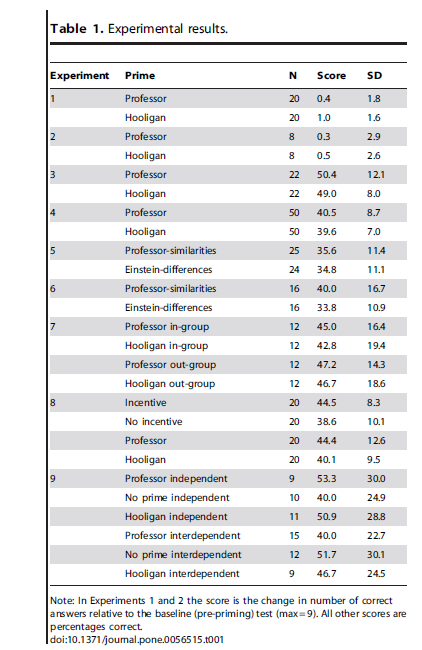 Table 1. Experimental results.
Experiment Prime N Score SD
1 Professor 20 0.4 1.8
Hooligan 20 1.0 1.6
2 Professor 8 0.3 2.9
Hooligan 8 0.5 2.6
3 Professor 22 50.4 12.1
Hooligan 22 49.0 8.0
4 Professor 50 40.5 8.7
Hooligan 50 39.6 7.0
5 Professor-similarities 25 35.6 11.4
Einstein-differences 24 34.8 11.1
6 Professor-similarities 16 40.0 16.7
Einstein-differences 16 33.8 10.9
7 Professor in-group 12 45.0 16.4
Hooligan in-group 12 42.8 19.4
Professor out-group 12 47.2 14.3
Hooligan out-group 12 46.7 18.6
8 Incentive 20 44.5 8.3
No incentive 20 38.6 10.1
Professor 20 44.4 12.6
Hooligan 20 40.1 9.5
9 Professor independent 9 53.3 30.0
No prime independent 10 40.0 24.9
Hooligan independent 11 50.9 28.8
Professor interdependent 15 40.0 22.7
No prime interdependent 12 51.7 30.1
Hooligan interdependent 9 46.7 24.5
Note: In Experiments 1 and 2 the score is the change in number of correct
answers relative to the baseline (pre-priming) test (max=9). All other scores are
percentages correct.
doi:10.1371/journal.pone.0056515.t001